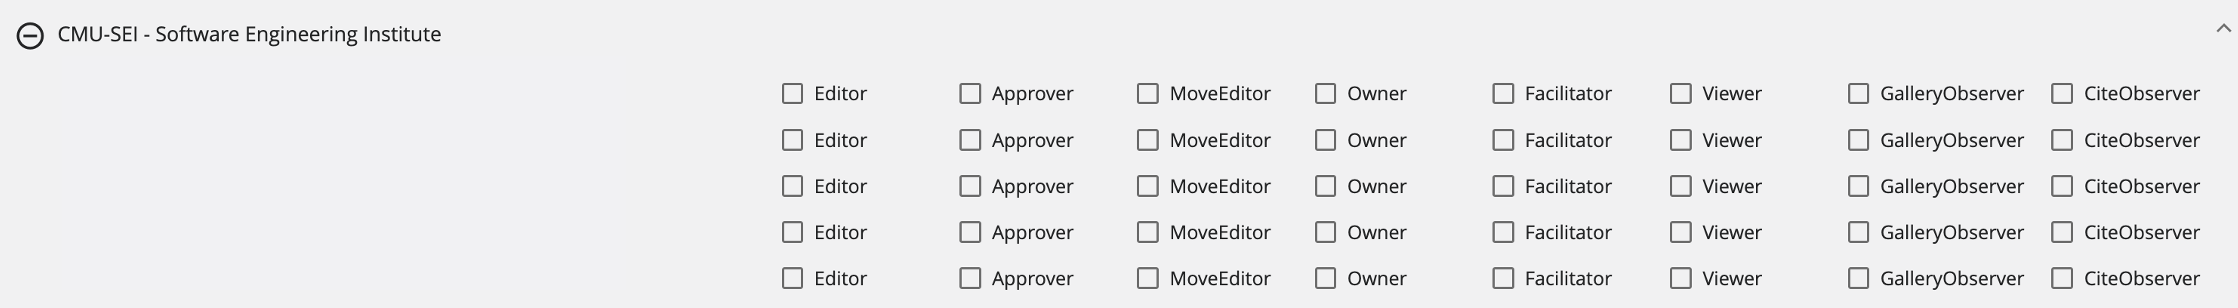 CMU-SEI - Software Engineering Institute
Editor Approver MoveEditor Owner Facilitator Viewer GalleryObserver CiteObserver
Editor Approver MoveEditor Owner Facilitator Viewer GalleryObserver CiteObserver
Editor Approver MoveEditor Owner Facilitator Viewer GalleryObserver CiteObserver
Editor Approver MoveEditor Owner Facilitator Viewer GalleryObserver CiteObserver
Editor Approver MoveEditor Owner Facilitator Viewer GalleryObserver CiteObserver